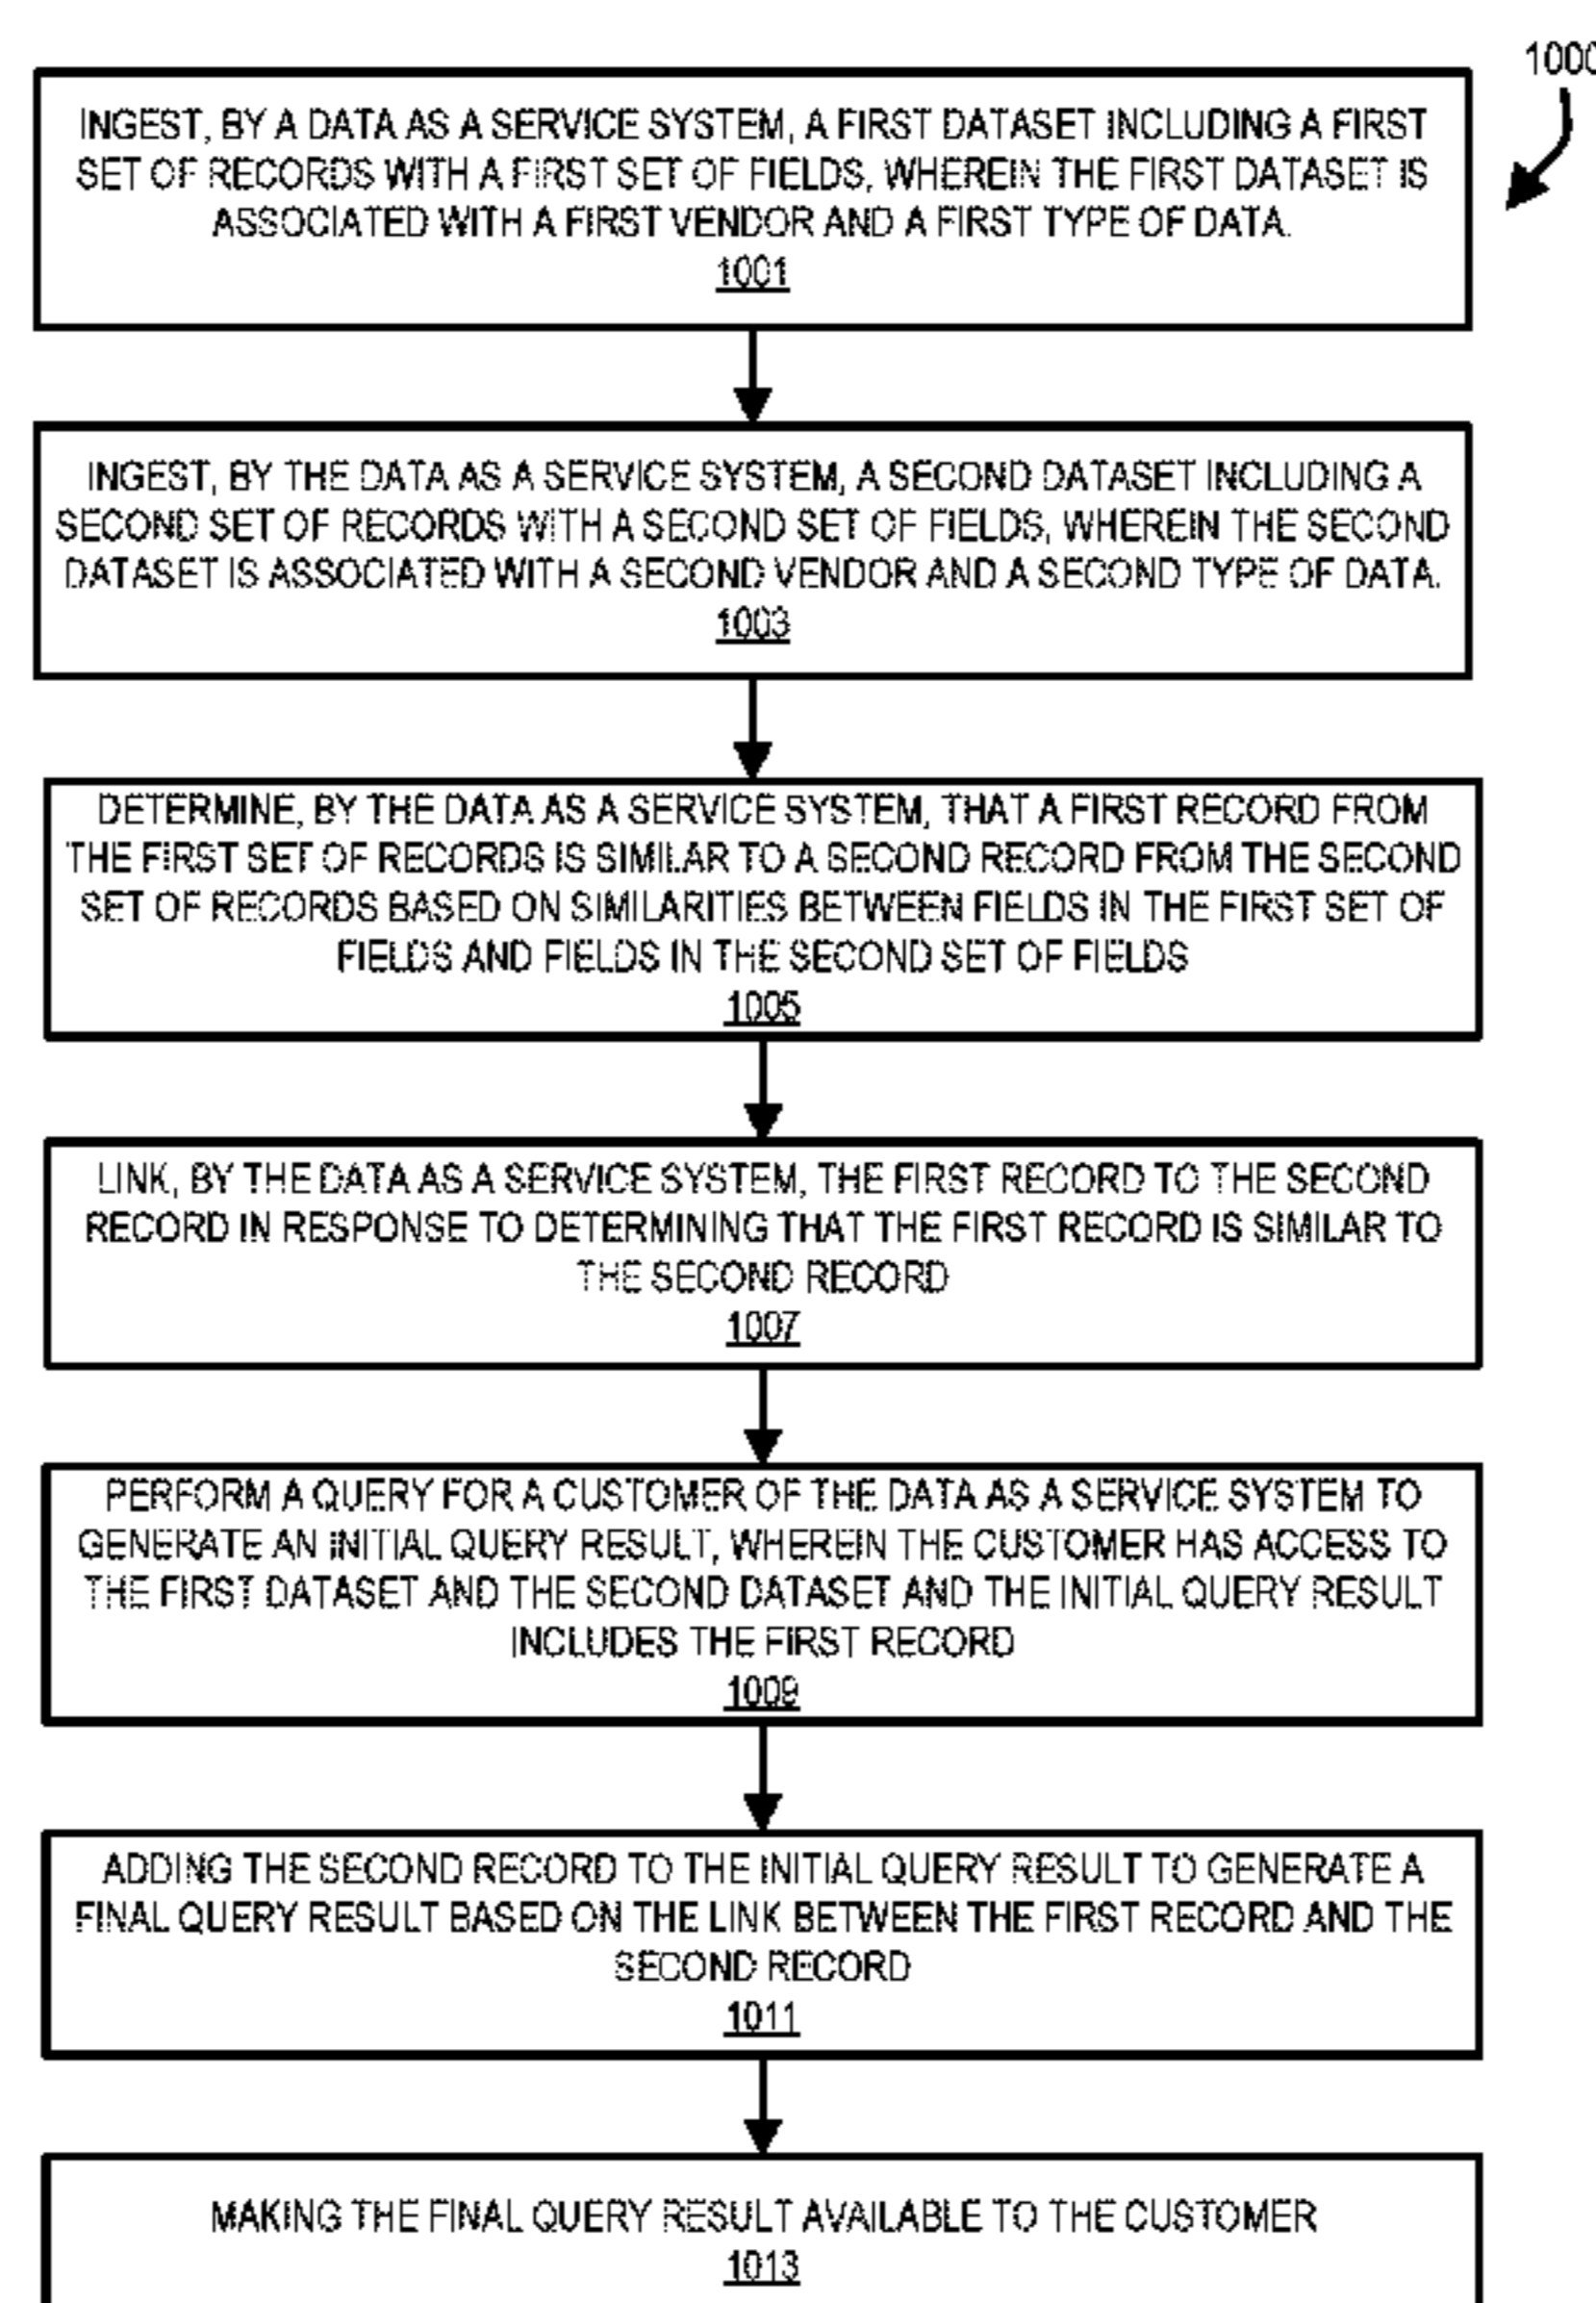 1000
INGEST, BY A DATA AS A SERVICE SYSTEM, A FIRST DATASET INCLUDING A FIRST
SET OF RECORDS WITH A FIRST SET OF FIELDS, WHEREIN THE FIRST DATASET IS
ASSOCIATED WITH A FIRST VENDOR AND A FIRST TYPE OF DATA.
1001
INGEST, BY THE DATA AS A SERVICE SYSTEM, A SECOND DATASET INCLUDING A
SECOND SET OF RECORDS WITH A SECOND SET OF FIELDS, WHEREIN THE SECOND
DATASET IS ASSOCIATED WITH A SECOND VENDOR AND A SECOND TYPE OF DATA.
1003
DETERMINE, BY THE DATA AS A SERVICE SYSTEM, THAT A FIRST RECORD FROM
THE FIRST SET OF RECORDS IS SIMILAR TO A SECOND RECORD FROM THE SECOND
SET OF RECORDS BASED ON SIMILARITIES BETWEEN FIELDS IN THE FIRST SET OF
FIELDS AND FIELDS IN THE SECOND SET OF FIELDS
1005
LINK, BY THE DATA AS A SERVICE SYSTEM, THE FIRST RECORD TO THE SECOND
RECORD IN RESPONSE TO DETERMINING THAT THE FIRST RECORD IS SIMILAR TO
THE SECOND RECORD
1007
PERFORM A QUERY FOR A CUSTOMER OF THE DATA AS A SERVICE SYSTEM TO
GENERATE AN INITIAL QUERY RESULT, WHEREIN THE CUSTOMER HAS ACCESS TO
THE FIRST DATASET AND THE SECOND DATASET AND THE INITIAL QUERY RESULT
INCLUDES THE FIRST RECORD
1009
ADDING THE SECOND RECORD TO THE INITIAL QUERY RESULT TO GENERATE A
FINAL QUERY RESULT BASED ON THE LINK BETWEEN THE FIRST RECORD AND THE
SECOND RECORD
1011
MAKING THE FINAL QUERY RESULT AVAILABLE TO THE CUSTOMER
1013